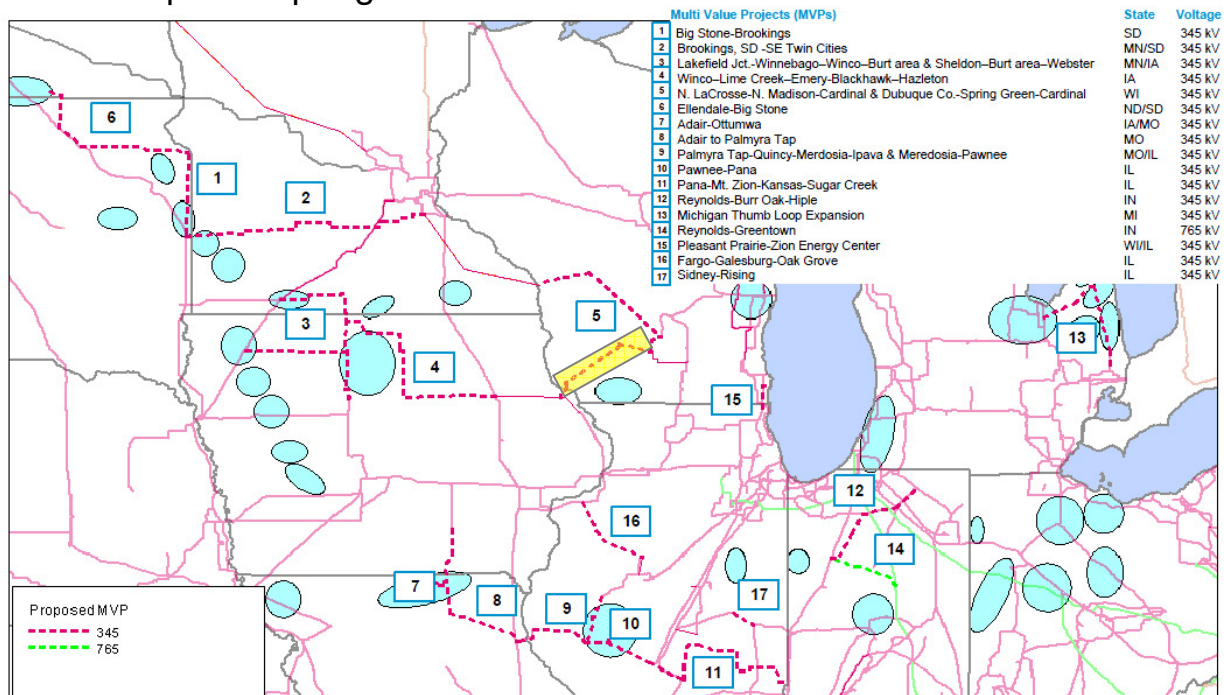 Multi Value Projects (MVPs) State Voltage
1 Big Stone-Brookings SD 345 kV
2 Brookings, SD -SE Twin Cities MN/SD 345 kV
3 Lakefield Jct.-Winnebago–Winco–Burt area & Sheldon–Burt area–Webster MN/IA 345 kV
4 Winco–Lime Creek–Emery-Blackhawk–Hazleton IA 345 kV
5 N. LaCrosse-N. Madison-Cardinal & Dubuque Co.-Spring Green-Cardinal WI 345 kV
6 Ellendale-Big Stone ND/SD 345 kV
7 Adair-Ottumwa IA/MO 345 kV
8 Adair to Palmyra Tap MO 345 kV
9 Palmyra Tap-Quincy-Merdosia-Ipava & Meredosia-Pawnee MO/IL 345 kV
10 Pawnee-Pana IL 345 kV
11 Pana-Mt. Zion-Kansas-Sugar Creek IL 345 kV
12 Reynolds-Burr Oak-Hiple IN 345 kV
13 Michigan Thumb Loop Expansion MI 345 kV
14 Reynolds-Greentown IN 765 kV
15 Pleasant Prairie-Zion Energy Center WI/IL 345 kV
16 Fargo-Galesburg-Oak Grove IL 345 kV
17 Sidney-Rising IL 345 kV
6
1
2
3
5
13
4
15
12
16
14
7
8
9
10
17
11
Proposed MVP
345
765